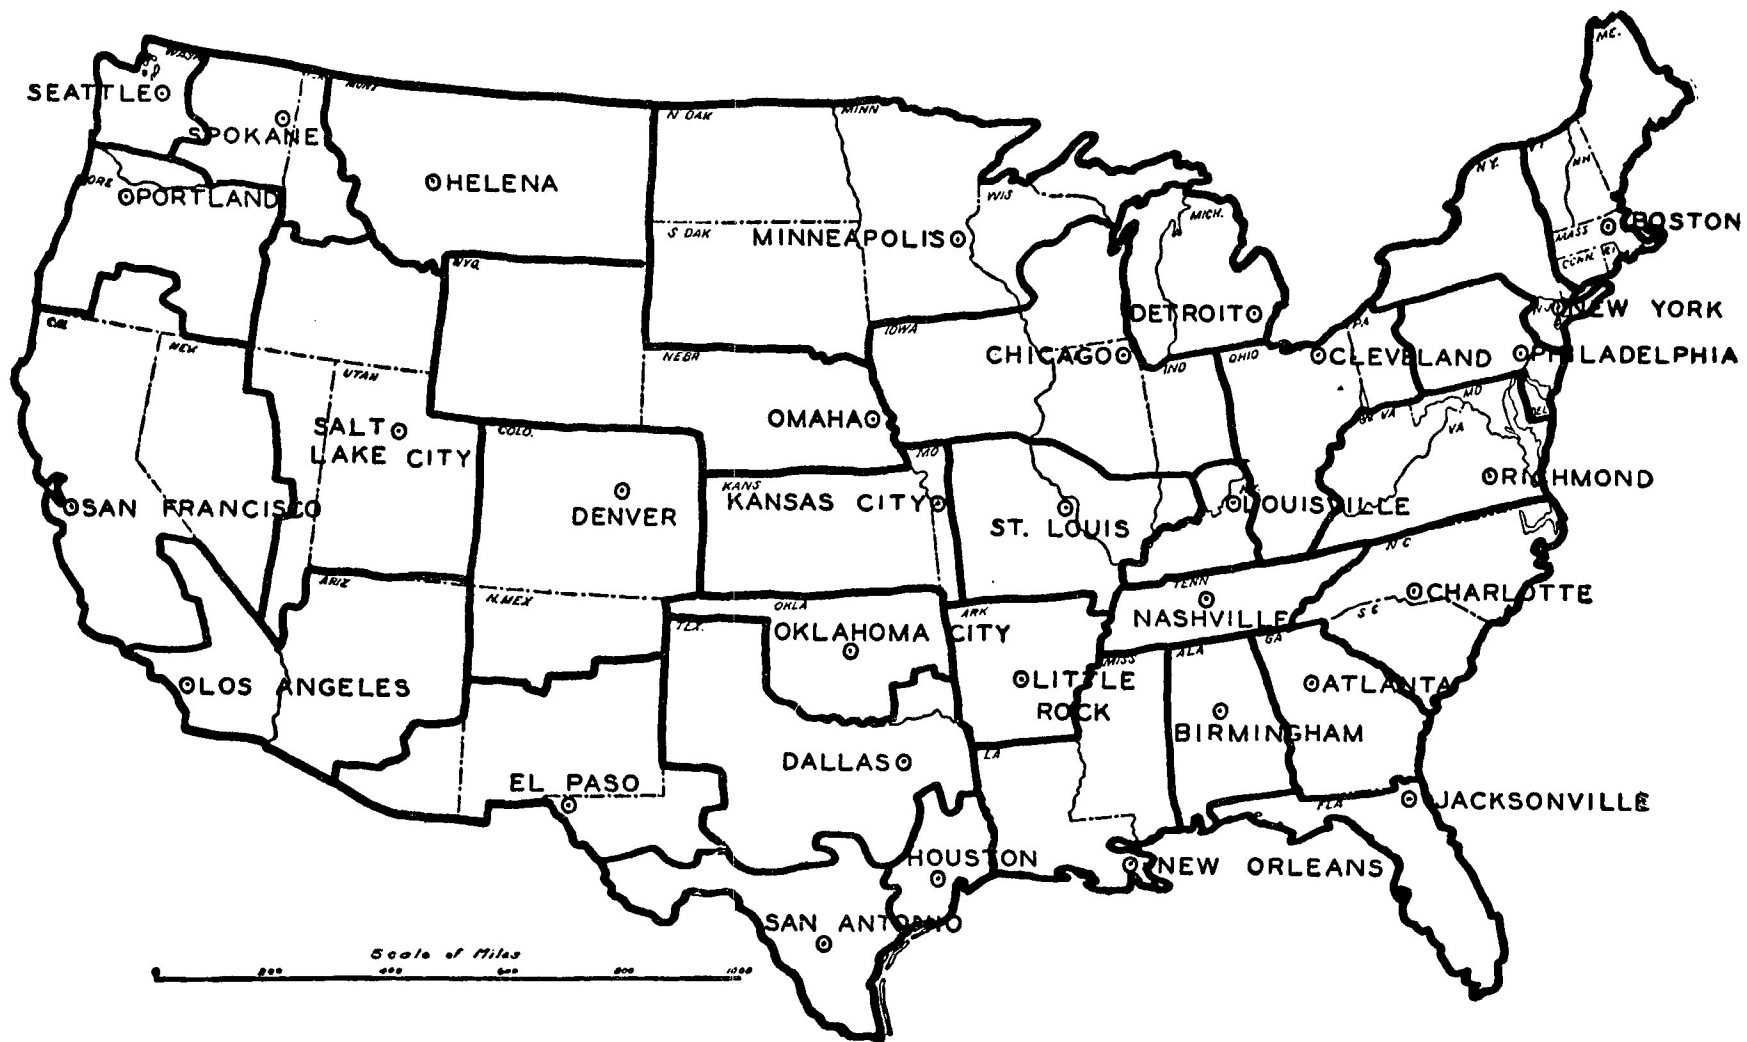 ME.
WASH
MONT
SEATTLE
N DAK
MINN
SPOKANE
N.Y.
VT
NH
ORE
PORTLAND
HELENA
WIS
MICH.
S DAK
MINNEAPOLIS
MASS
BOSTON
CONN
RI
WYO
CAL
NEV
IOWA
DETROIT
PA
NJ
NEW YORK
UTAH
NEBR
CHICAGO
IND
OHIO
CLEVELAND
PHILADELPHIA
MD
DEL
SALT
LAKE CITY
COLO.
OMAHA
VA
VA
MO
KANS
KY
RICHMOND
SAN FRANCISCO
DENVER
KANSAS CITY
ST. LOUIS
LOUISVILLE
N C
ARIZ
N.MEX
OKLA
ARK
TENN
CHARLOTTE
S C
TEX.
OKLAHOMA CITY
NASHVILLE
GA
MISS
ALA
LOS ANGELES
LITTLE
ROCK
ATLANTA
BIRMINGHAM
LA
DALLAS
EL PASO
FLA
JACKSONVILLE
HOUSTON
NEW ORLEANS
SAN ANTONIO
Scale of Miles
0 200 400 600 800 1000